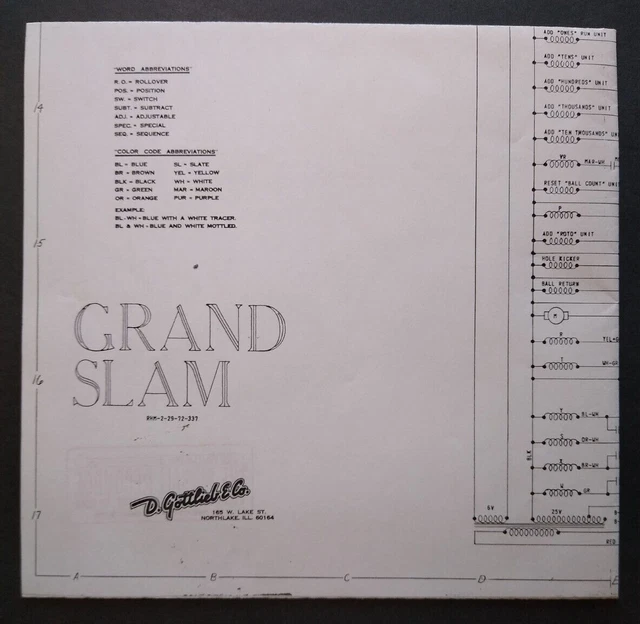 "WORD ABBREVIATIONS"
R.O. = ROLLOVER
POS. = POSITION
SW. = SWITCH
SUBT. = SUBTRACT
ADJ. = ADJUSTABLE
SPEC. = SPECIAL
SEQ. = SEQUENCE
"COLOR CODE ABBREVIATIONS"
BL = BLUE SL = SLATE
BR = BROWN YEL = YELLOW
BLK = BLACK WH = WHITE
GR = GREEN MAR = MAROON
OR = ORANGE PUR = PURPLE
EXAMPLE:
BL-WH = BLUE WITH A WHITE TRACER.
BL & WH = BLUE AND WHITE MOTTLED.
14
15
16
17
GRAND
SLAM
D. Gottlieb & Co.
165 W. LAKE ST.
NORTHLAKE, ILL. 60164
A B C D E
ADD "ONES" RUN UNIT
ADD "TENS" UNIT
ADD "HUNDREDS" UNIT
ADD "THOUSANDS" UNIT
ADD "TEN THOUSANDS" UNIT
MAR-WH
RESET "BALL COUNT" UNIT
P
ADD "ROTO" UNIT
HOLE KICKER
BALL RETURN
M
R
T
Y BL-WH
S OR-WH
X BR-WH
W GR
BLK
6V
25V
RED